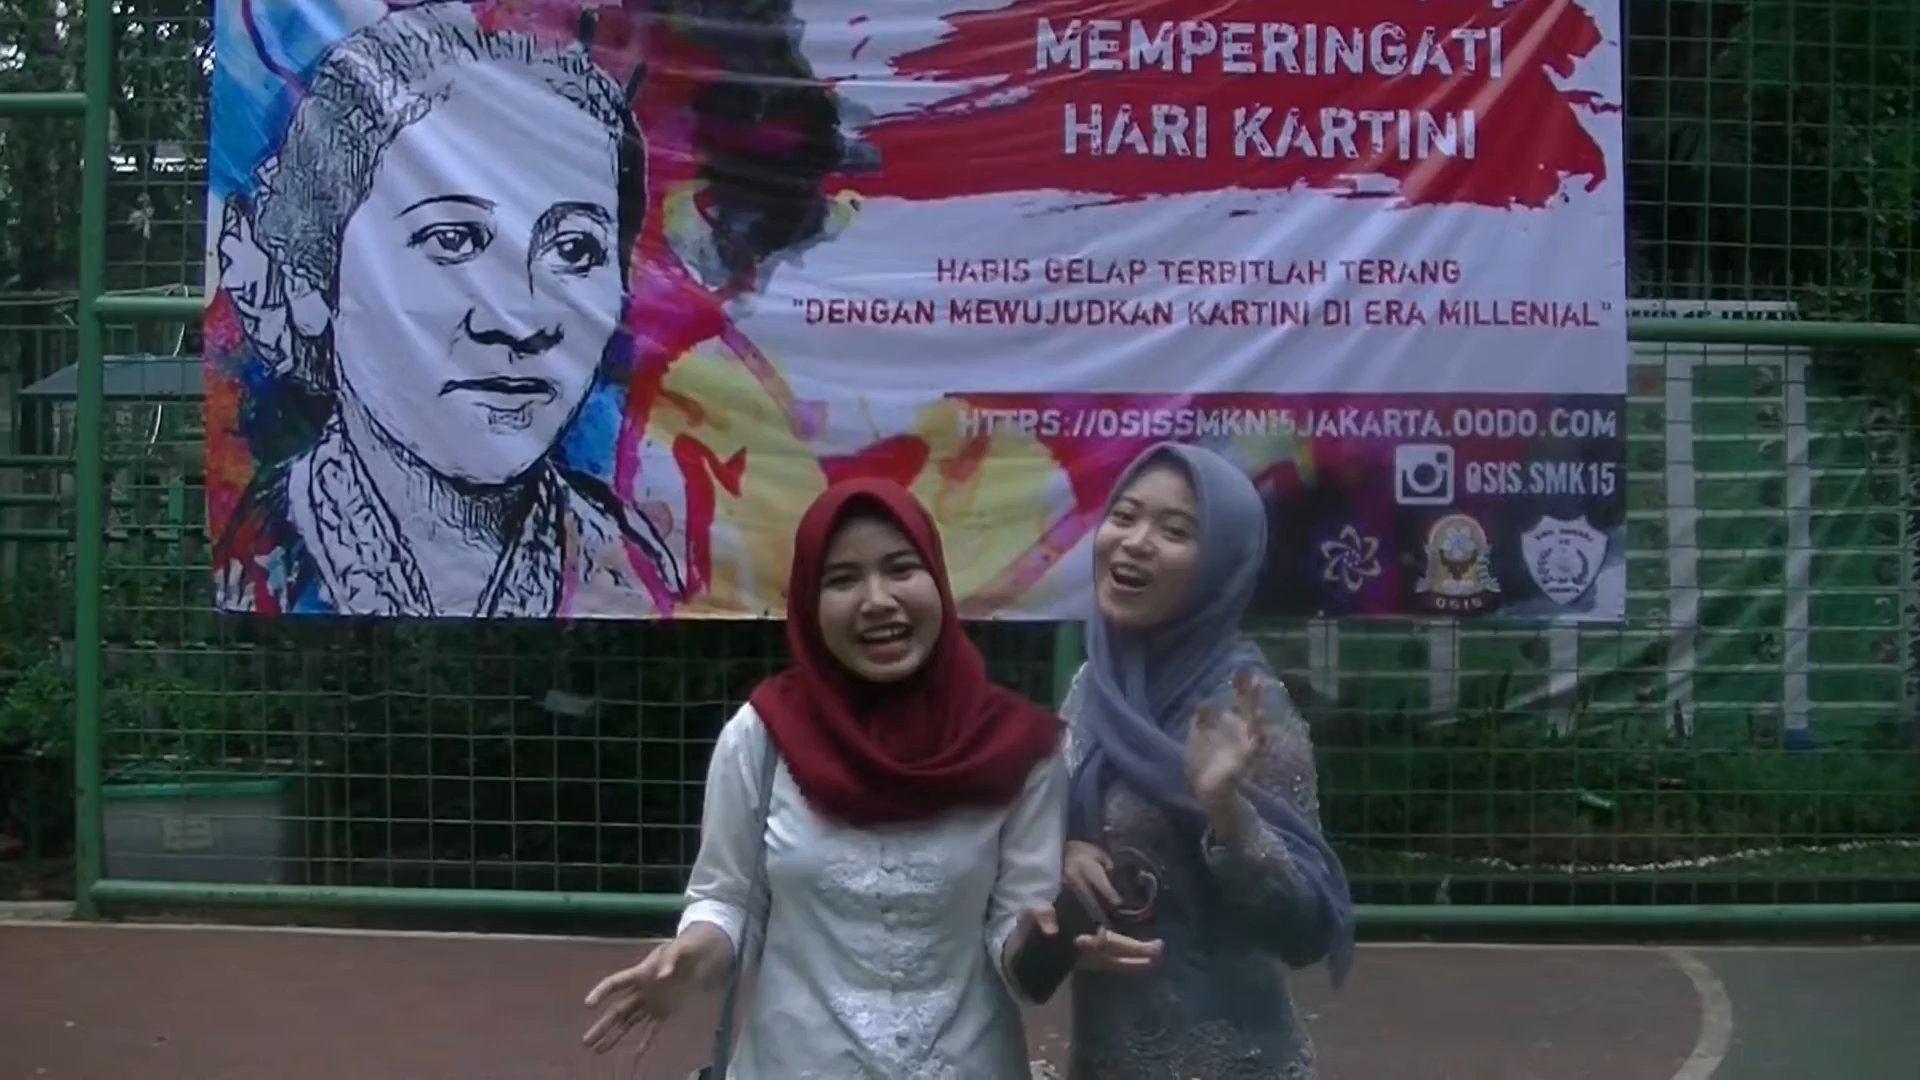 MEMPERINGATI
HARI KARTINI
HABIS GELAP TERBITLAH TERANG
"DENGAN MEWUJUDKAN KARTINI DI ERA MILLENIAL"
HTTPS://OSISSMKN15JAKARTA.OODO.COM
@SIS.SMK15
OSIS